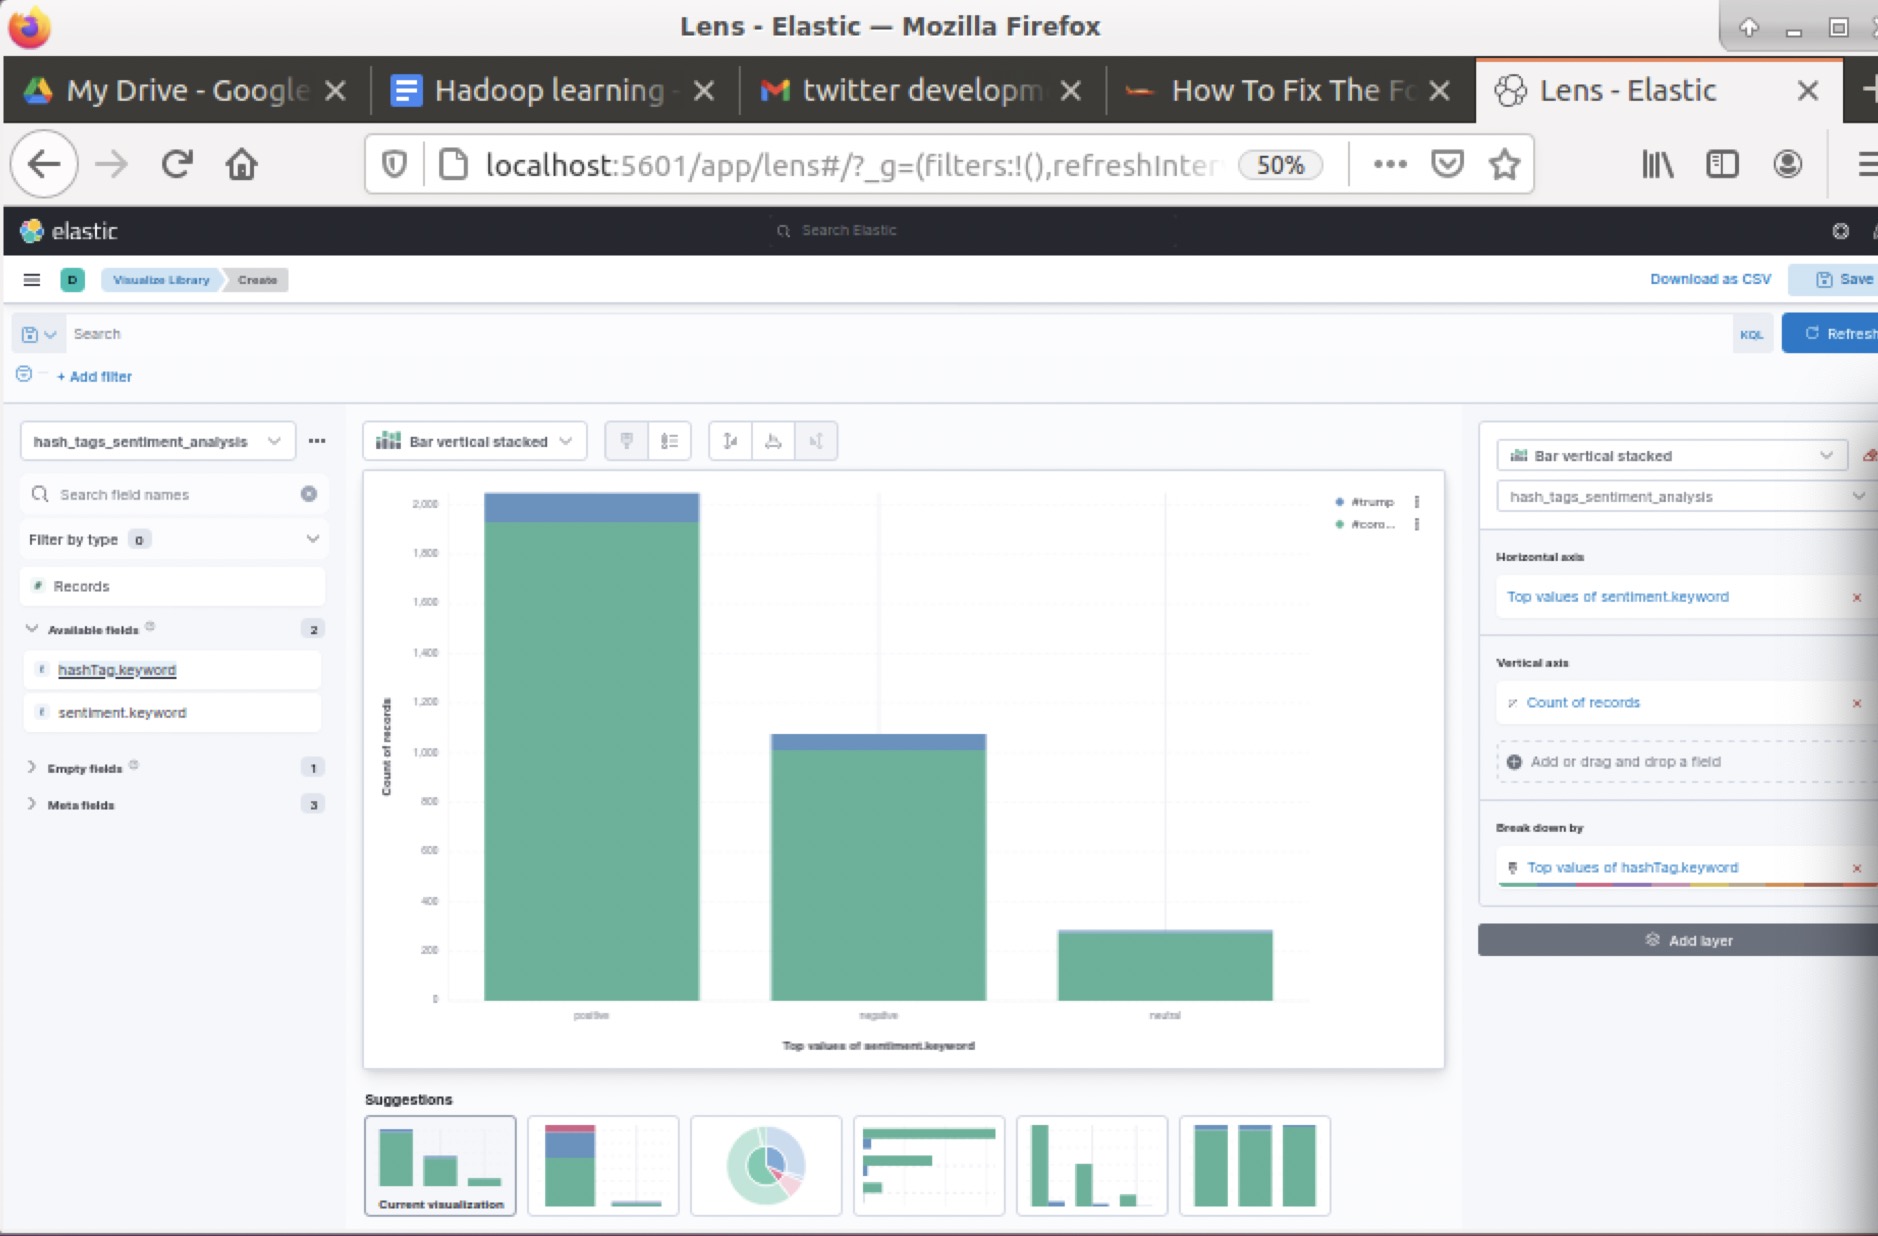 Lens - Elastic — Mozilla Firefox
My Drive - Google
Hadoop learning -
twitter developm
How To Fix The Fo
Lens - Elastic
localhost:5601/app/lens#/?_g=(filters:!(),refreshInter
50%
elastic
Search Elastic
D
Visualize Library
Create
Download as CSV
Save
Search
KQL
Refresh
+ Add filter
hash_tags_sentiment_analysis
Search field names
Filter by type 0
# Records
Available fields 2
t hashTag.keyword
t sentiment.keyword
Empty fields 1
Meta fields 3
Bar vertical stacked
2,000
1,800
1,600
1,400
1,200
1,000
800
600
400
200
0
Count of records
positive
negative
neutral
Top values of sentiment.keyword
#trump
#coro...
Suggestions
Current visualization
Bar vertical stacked
hash_tags_sentiment_analysis
Horizontal axis
Top values of sentiment.keyword
Vertical axis
Count of records
Add or drag and drop a field
Break down by
Top values of hashTag.keyword
Add layer